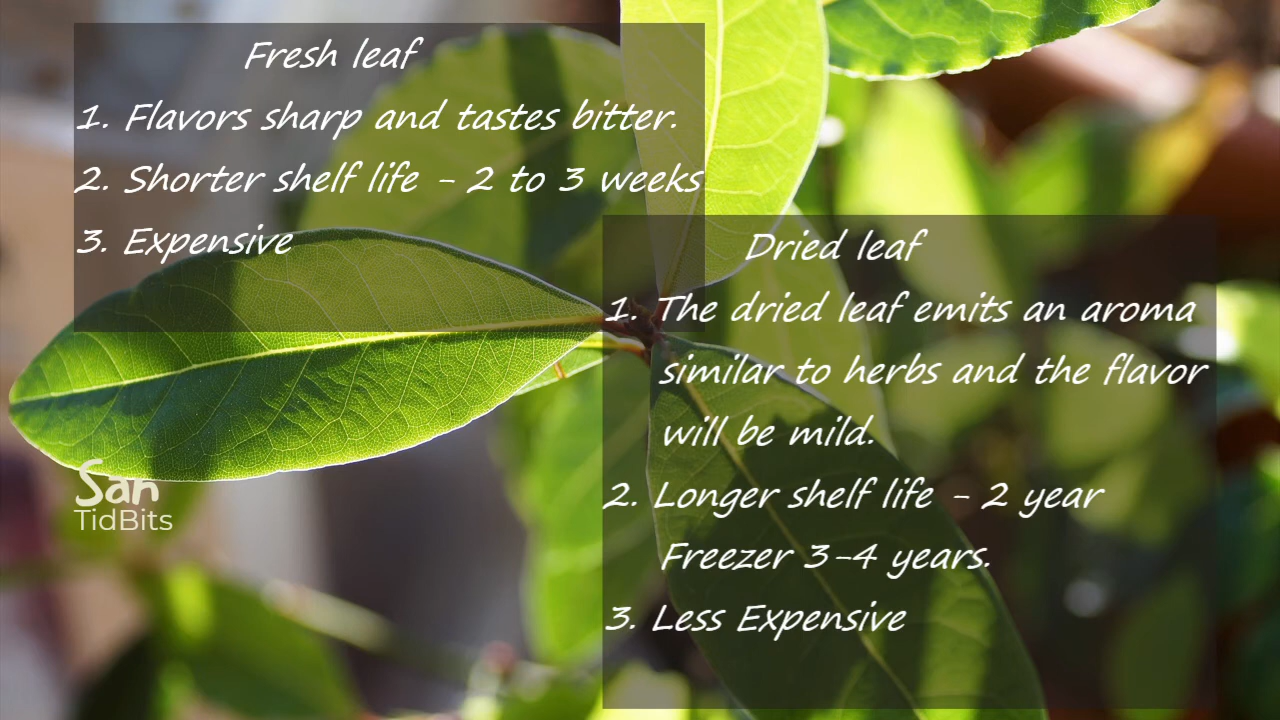 Fresh leaf
1. Flavors sharp and tastes bitter.
2. Shorter shelf life - 2 to 3 weeks
3. Expensive
Dried leaf
1. The dried leaf emits an aroma
similar to herbs and the flavor
will be mild.
2. Longer shelf life - 2 year
Freezer 3-4 years.
3. Less Expensive
San
TidBits